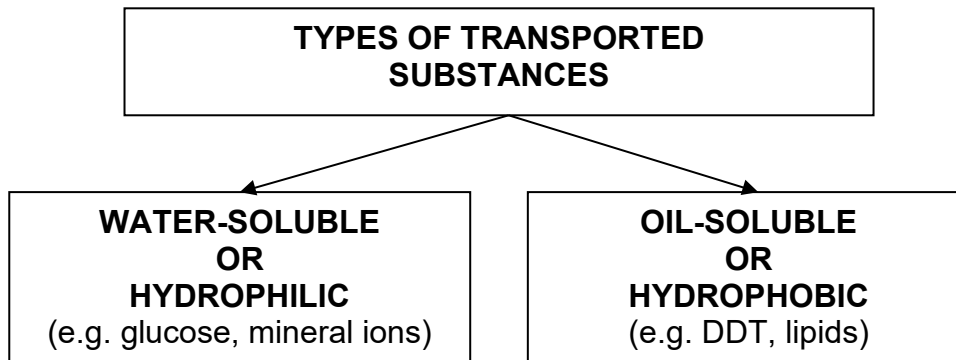 TYPES OF TRANSPORTED
SUBSTANCES
WATER-SOLUBLE
OR
HYDROPHILIC
(e.g. glucose, mineral ions)
OIL-SOLUBLE
OR
HYDROPHOBIC
(e.g. DDT, lipids)